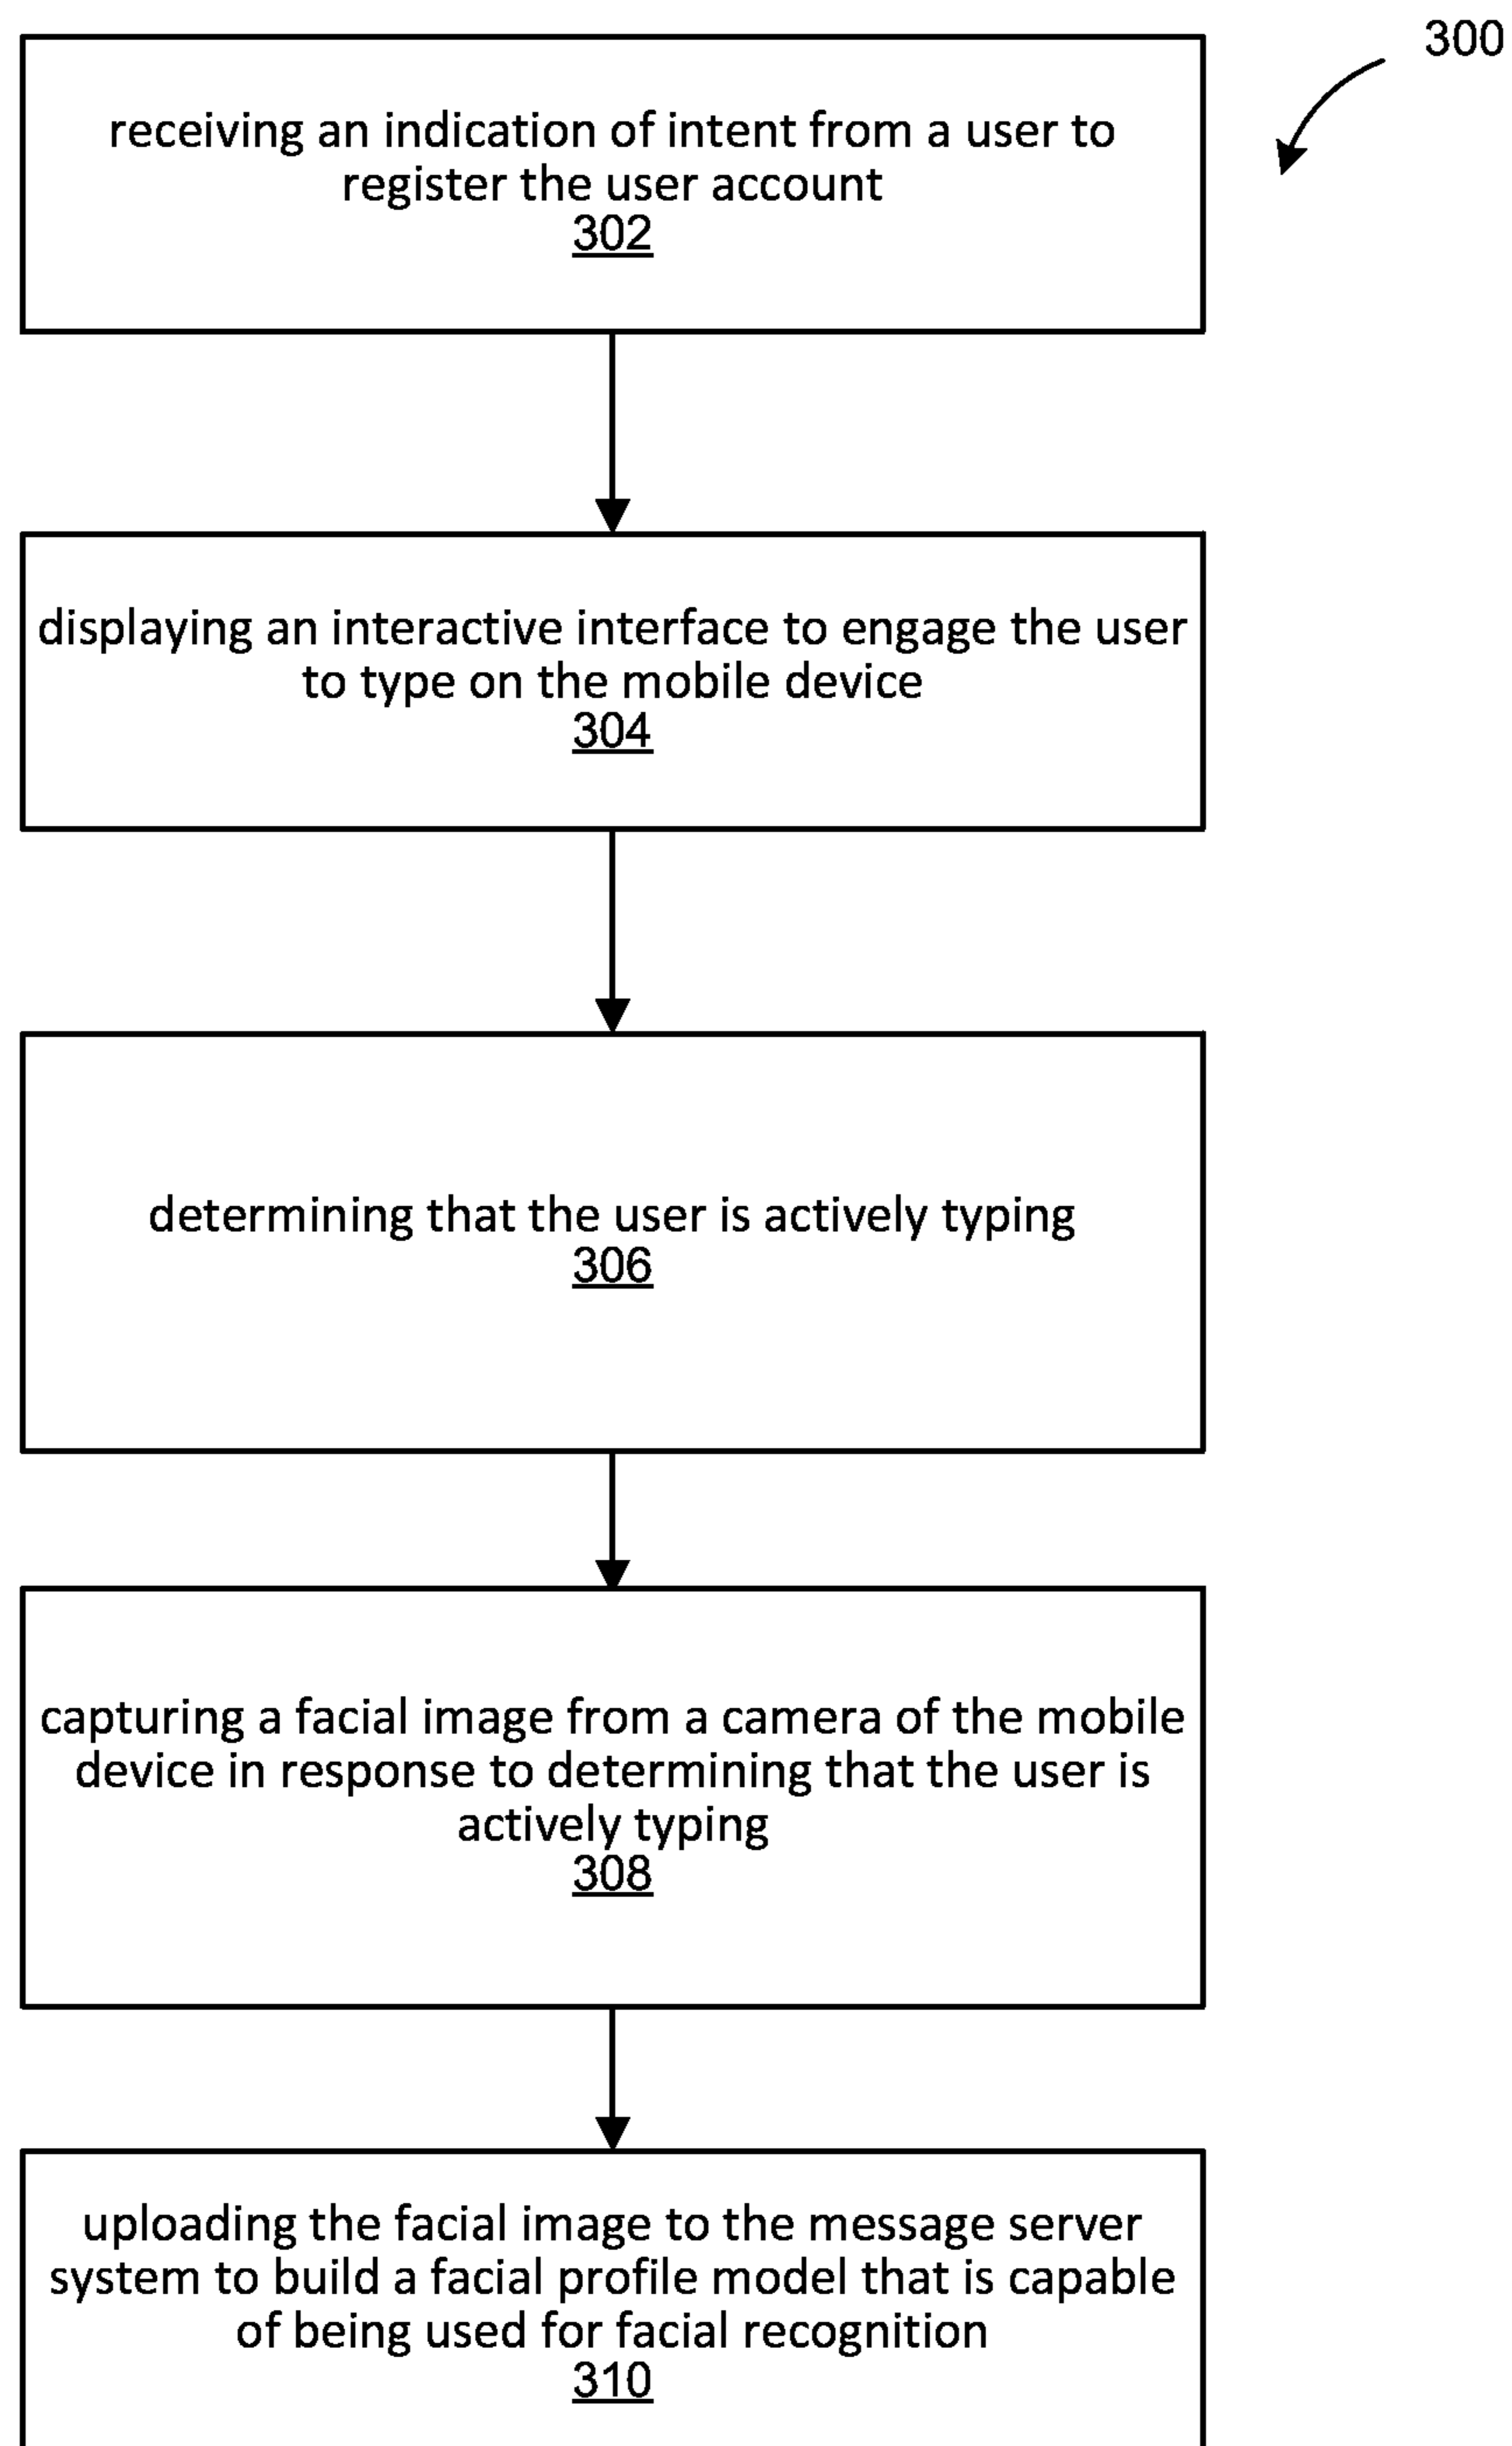 300
receiving an indication of intent from a user to
register the user account
302
displaying an interactive interface to engage the user
to type on the mobile device
304
determining that the user is actively typing
306
capturing a facial image from a camera of the mobile
device in response to determining that the user is
actively typing
308
uploading the facial image to the message server
system to build a facial profile model that is capable
of being used for facial recognition
310